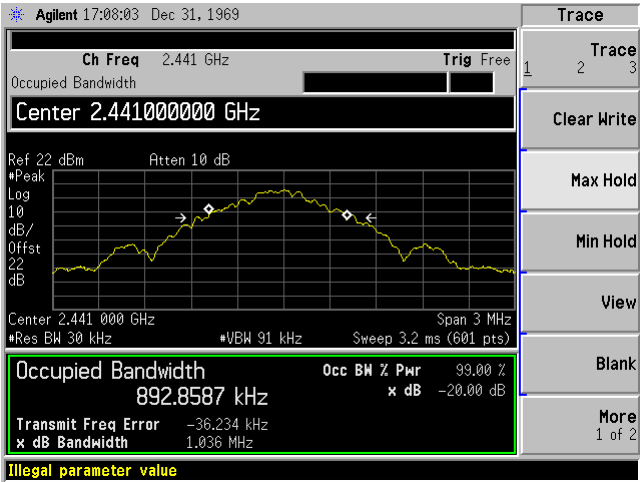 Agilent 17:08:03 Dec 31, 1969
Trace
Ch Freq 2.441 GHz Trig Free
Occupied Bandwidth
Center 2.441000000 GHz
Ref 22 dBm Atten 10 dB
#Peak
Log
10
dB/
Offst
22
dB
Center 2.441 000 GHz Span 3 MHz
#Res BW 30 kHz #VBW 91 kHz Sweep 3.2 ms (601 pts)
Occupied Bandwidth
892.8587 kHz
Occ BW % Pwr 99.00 %
x dB -20.00 dB
Transmit Freq Error -36.234 kHz
x dB Bandwidth 1.036 MHz
Illegal parameter value
Trace
1 2 3
Clear Write
Max Hold
Min Hold
View
Blank
More
1 of 2